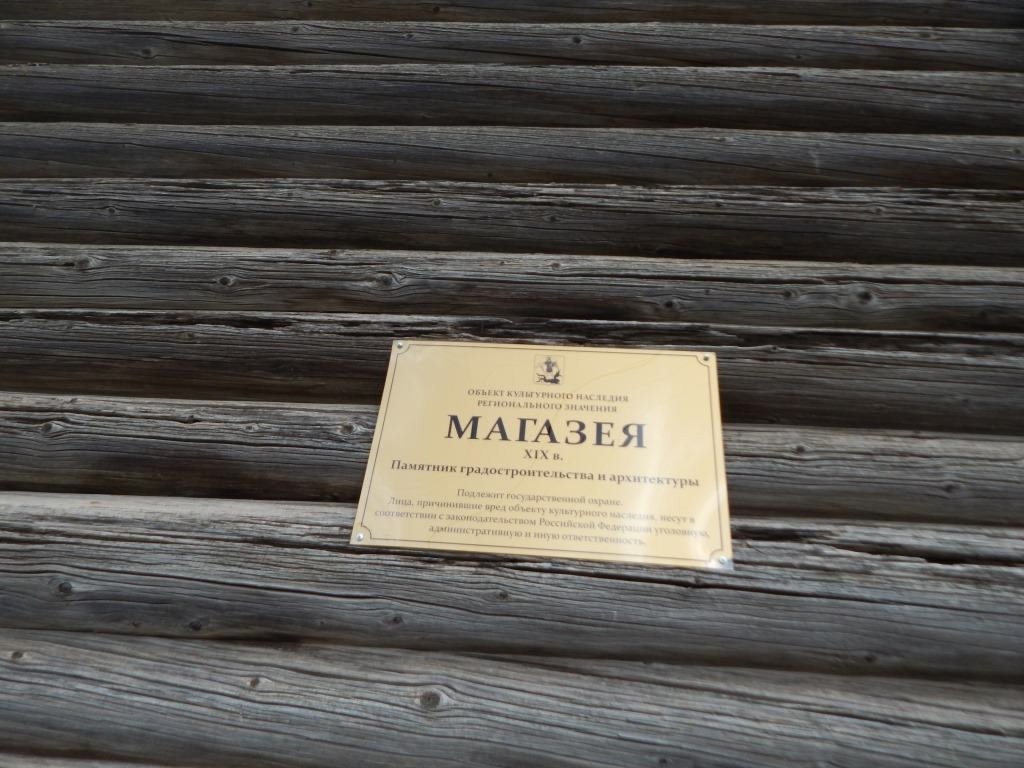 ОБЪЕКТ КУЛЬТУРНОГО НАСЛЕДИЯ
РЕГИОНАЛЬНОГО ЗНАЧЕНИЯ
МАГАЗЕЯ
XIX в.
Памятник градостроительства и архитектуры
Подлежит государственной охране.
Лица, причинившие вред объекту культурного наследия, несут в
соответствии с законодательством Российской Федерации уголовную,
административную и иную ответственность.